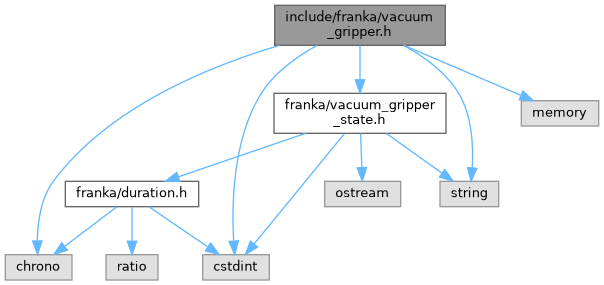 include/franka/vacuum
_gripper.h
franka/vacuum_gripper
_state.h
memory
franka/duration.h
ostream
string
chrono
ratio
cstdint